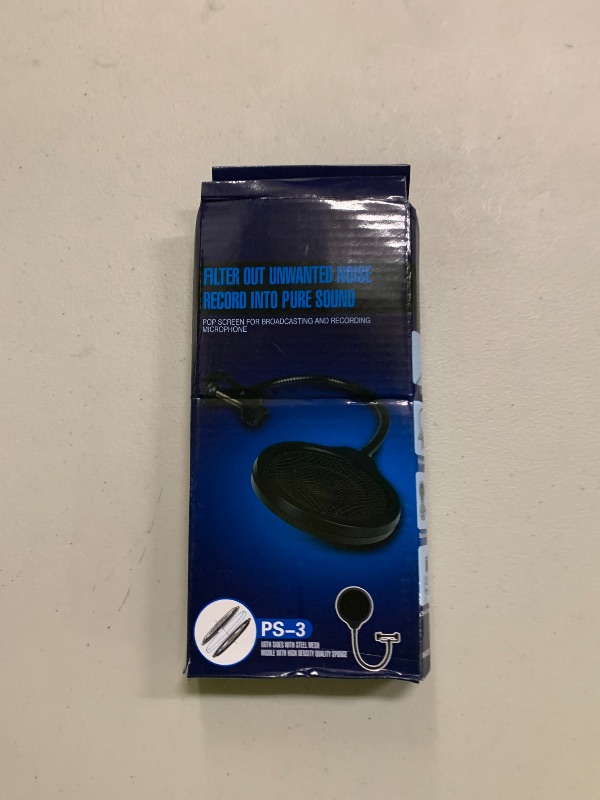 FILTER OUT UNWANTED NOISE
RECORD INTO PURE SOUND
POP SCREEN FOR BROADCASTING AND RECORDING
MICROPHONE
PS-3
BOTH SIDES WITH STEEL MESH
MIDDLE WITH HIGH DENSITY QUALITY SPONGE